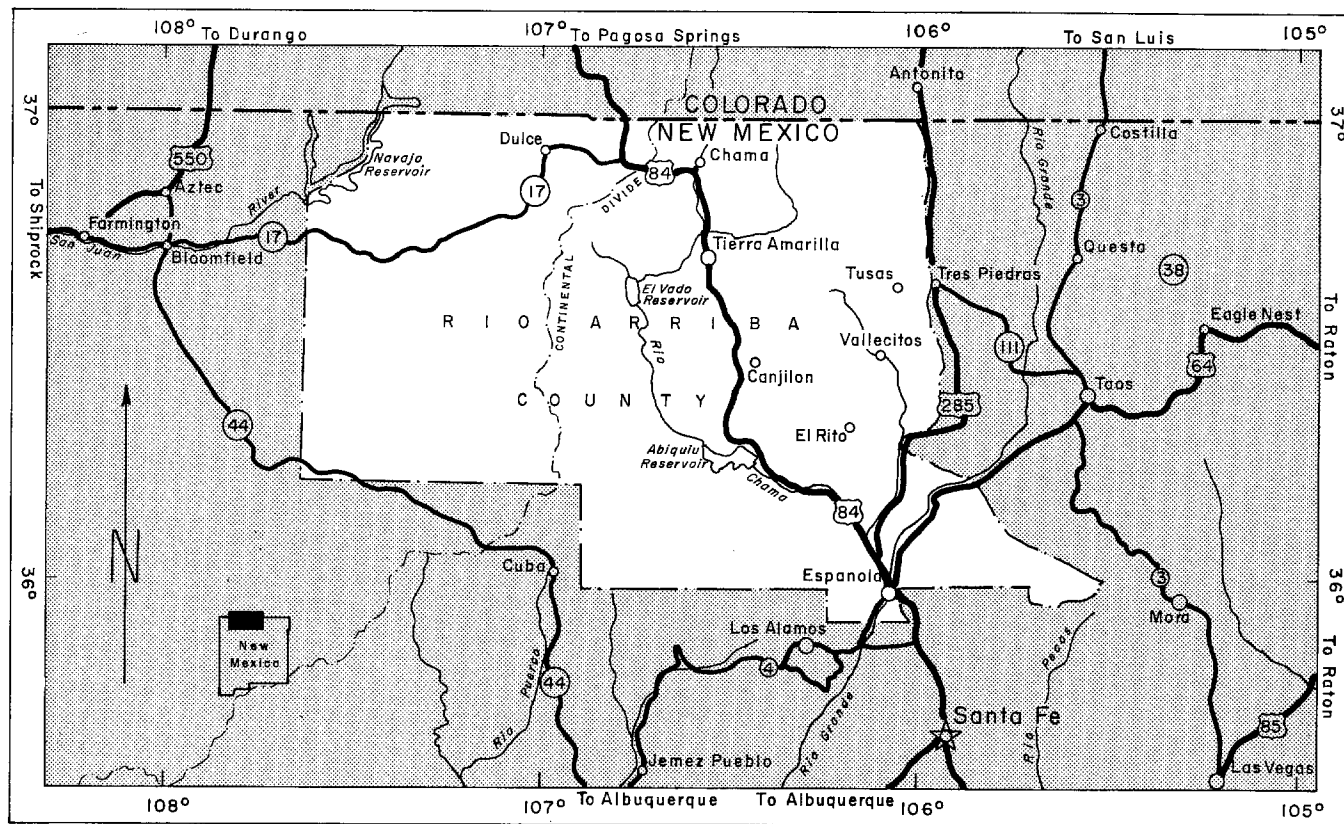 108° To Durango 107° To Pagosa Springs 106° To San Luis 105°
Antonito
37° COLORADO 37°
NEW MEXICO
Costilla
Dulce
Chama
550
Navajo
Reservoir
84
Aztec
River
17
DIVIDE
Rio Grande
3
To Shiprock
Farmington
San Juan
17
Bloomfield
Tierra Amarilla
Questa
38
CONTINENTAL
El Vado
Reservoir
Tusas
Tres Piedras
To Raton
RIO ARRIBA
Eagle Nest
Rio
Vallecitos
111
64
Canjilon
Taos
COUNTY
285
44
El Rito
Abiquiu
Reservoir
Chama
84
N
Cuba
Espanola
36° 36°
3
Mora
New
Mexico
Los Alamos
Pecos
To Raton
4
Rio Puerco
44
Rio Grande
Santa Fe
Rio
85
Jemez Pueblo
Las Vegas
108° 107° To Albuquerque To Albuquerque 106° 105°